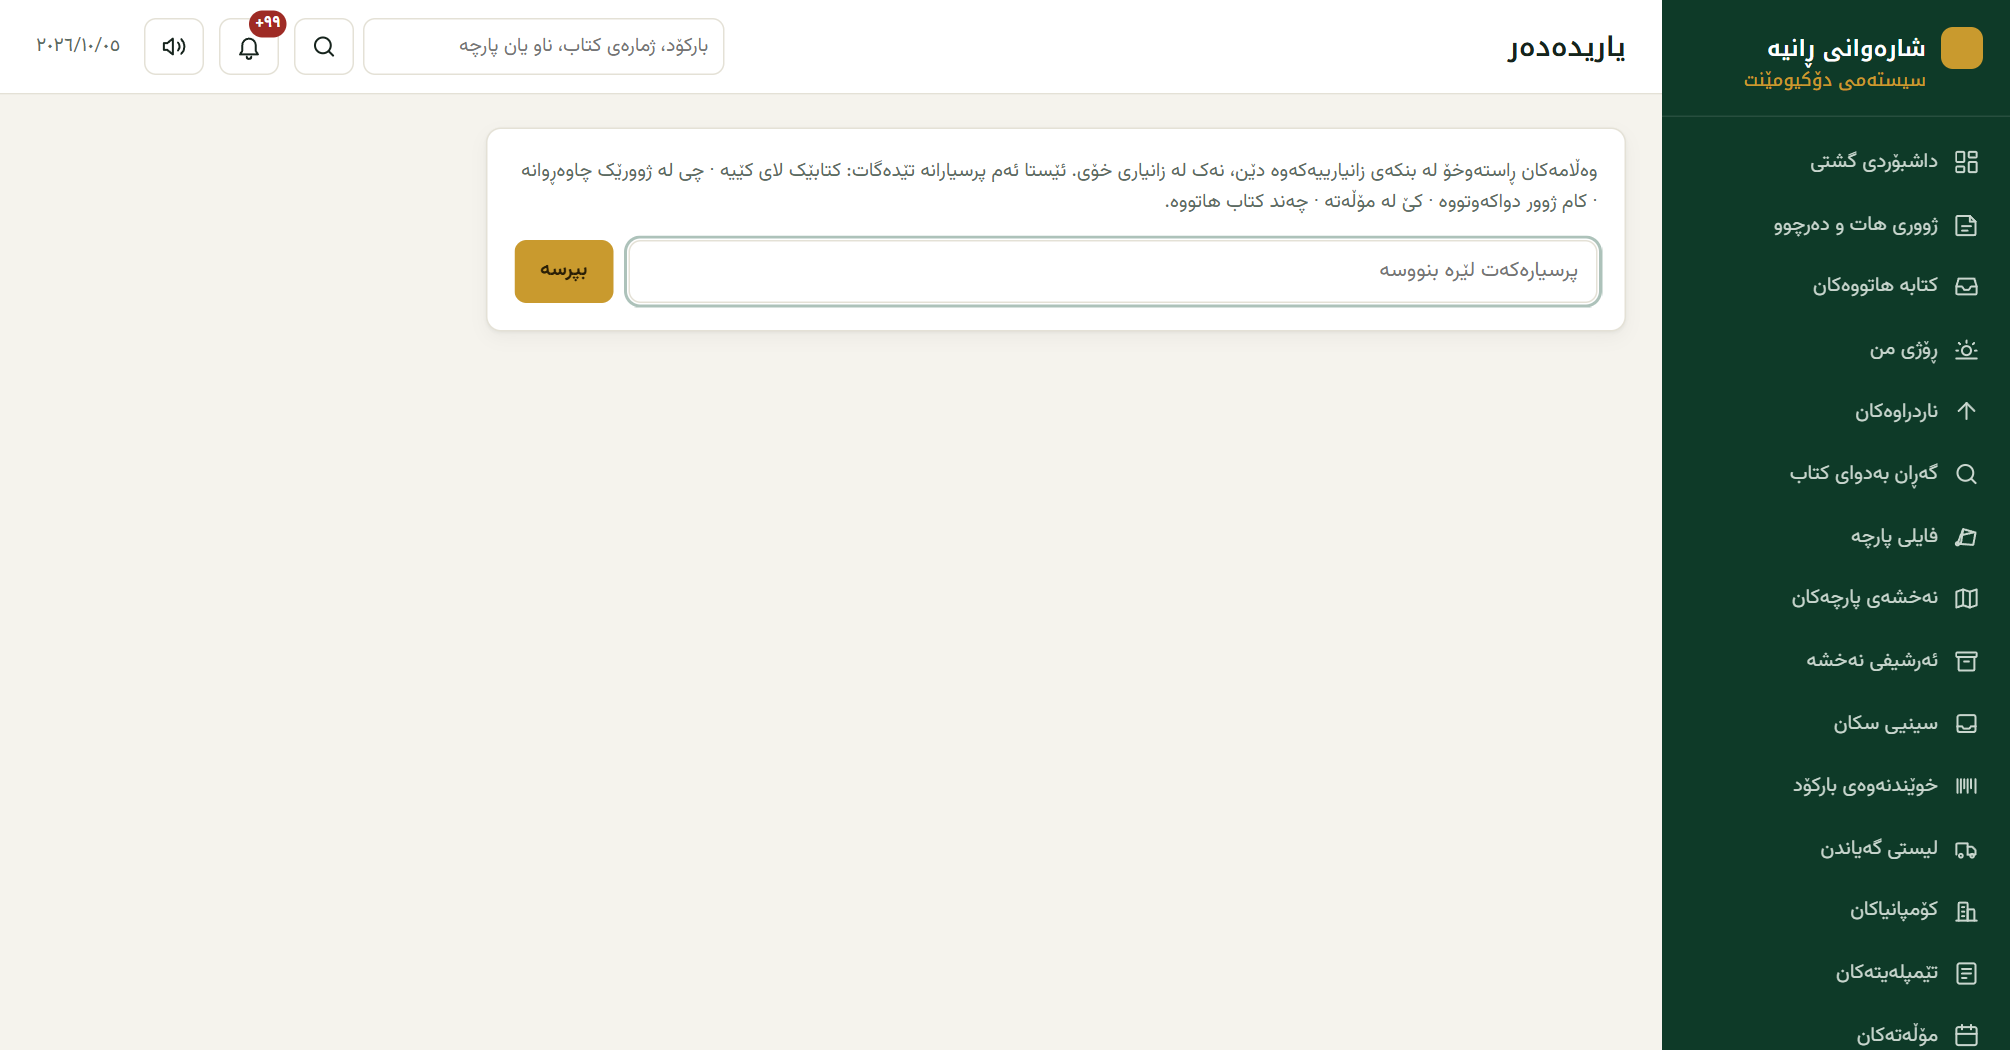 شارەوانی ڕانیە
سیستەمی دۆکیومێنت
داشبۆردی گشتی
ژووری هات و دەرچوو
کتابە هاتووەکان
ڕۆژی من
ناردراوەکان
گەڕان بەدوای کتاب
فایلی پارچە
نەخشەی پارچەکان
ئەرشیفی نەخشە
سینیی سکان
خوێندنەوەی بارکۆد
لیستی گەیاندن
کۆمپانیاکان
تێمپلەیتەکان
مۆڵەتەکان
یاریدەدەر
بارکۆد، ژمارەی کتاب، ناو یان پارچە
+٩٩
٢٠٢٦/١٠/٠٥
وەڵامەکان ڕاستەوخۆ لە بنکەی زانیارییەکەوە دێن، نەک لە زانیاری خۆی. ئێستا ئەم پرسیارانە تێدەگات: کتابێک لای کێیە · چی لە ژوورێک چاوەڕوانە
· کام ژوور دواکەوتووە · کێ لە مۆڵەتە · چەند کتاب هاتووە.
پرسیارەکەت لێرە بنووسە
بپرسە